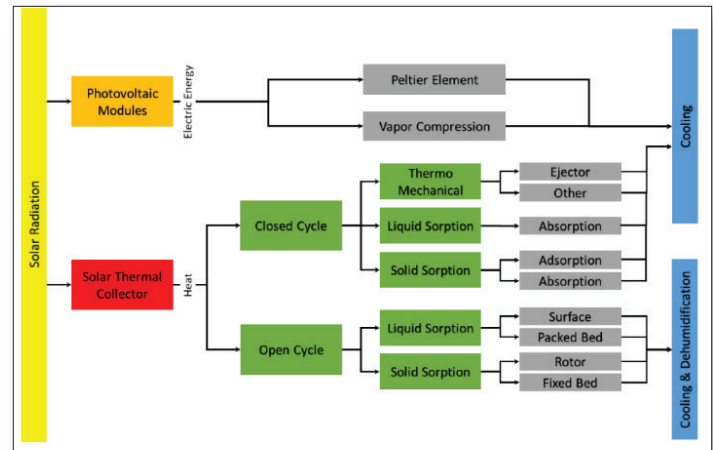 Solar Radiation
Photovoltaic
Modules
Electric Energy
Peltier Element
Vapor Compression
Cooling
Solar Thermal
Collector
Heat
Closed Cycle
Thermo
Mechanical
Ejector
Other
Liquid Sorption
Absorption
Solid Sorption
Adsorption
Absorption
Open Cycle
Liquid Sorption
Surface
Packed Bed
Solid Sorption
Rotor
Fixed Bed
Cooling & Dehumidification